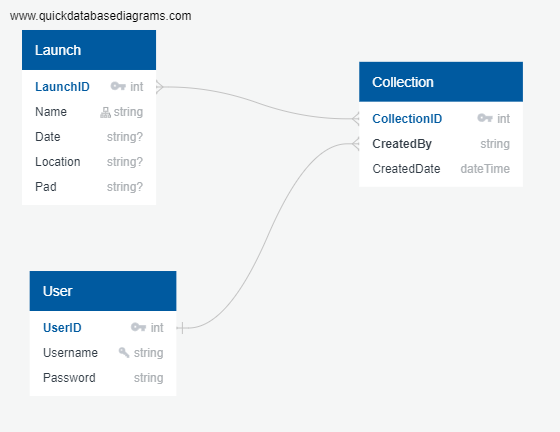 www.quickdatabasediagrams.com
Launch
LaunchID int
Name string
Date string?
Location string?
Pad string?
Collection
CollectionID int
CreatedBy string
CreatedDate dateTime
User
UserID int
Username string
Password string